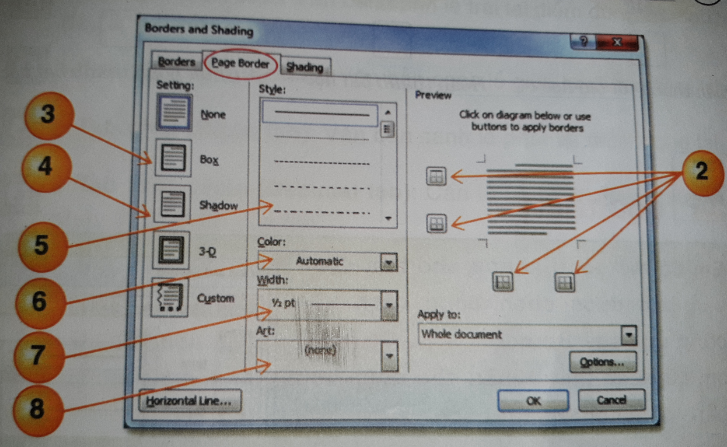 Borders and Shading
Borders
Page Border
Shading
Setting:
None
Box
Shadow
3-D
Custom
Style:
Color:
Automatic
Width:
½ pt
Art:
(none)
Preview
Click on diagram below or use
buttons to apply borders
Apply to:
Whole document
Options...
Horizontal Line...
OK
Cancel
3
4
5
6
7
8
2